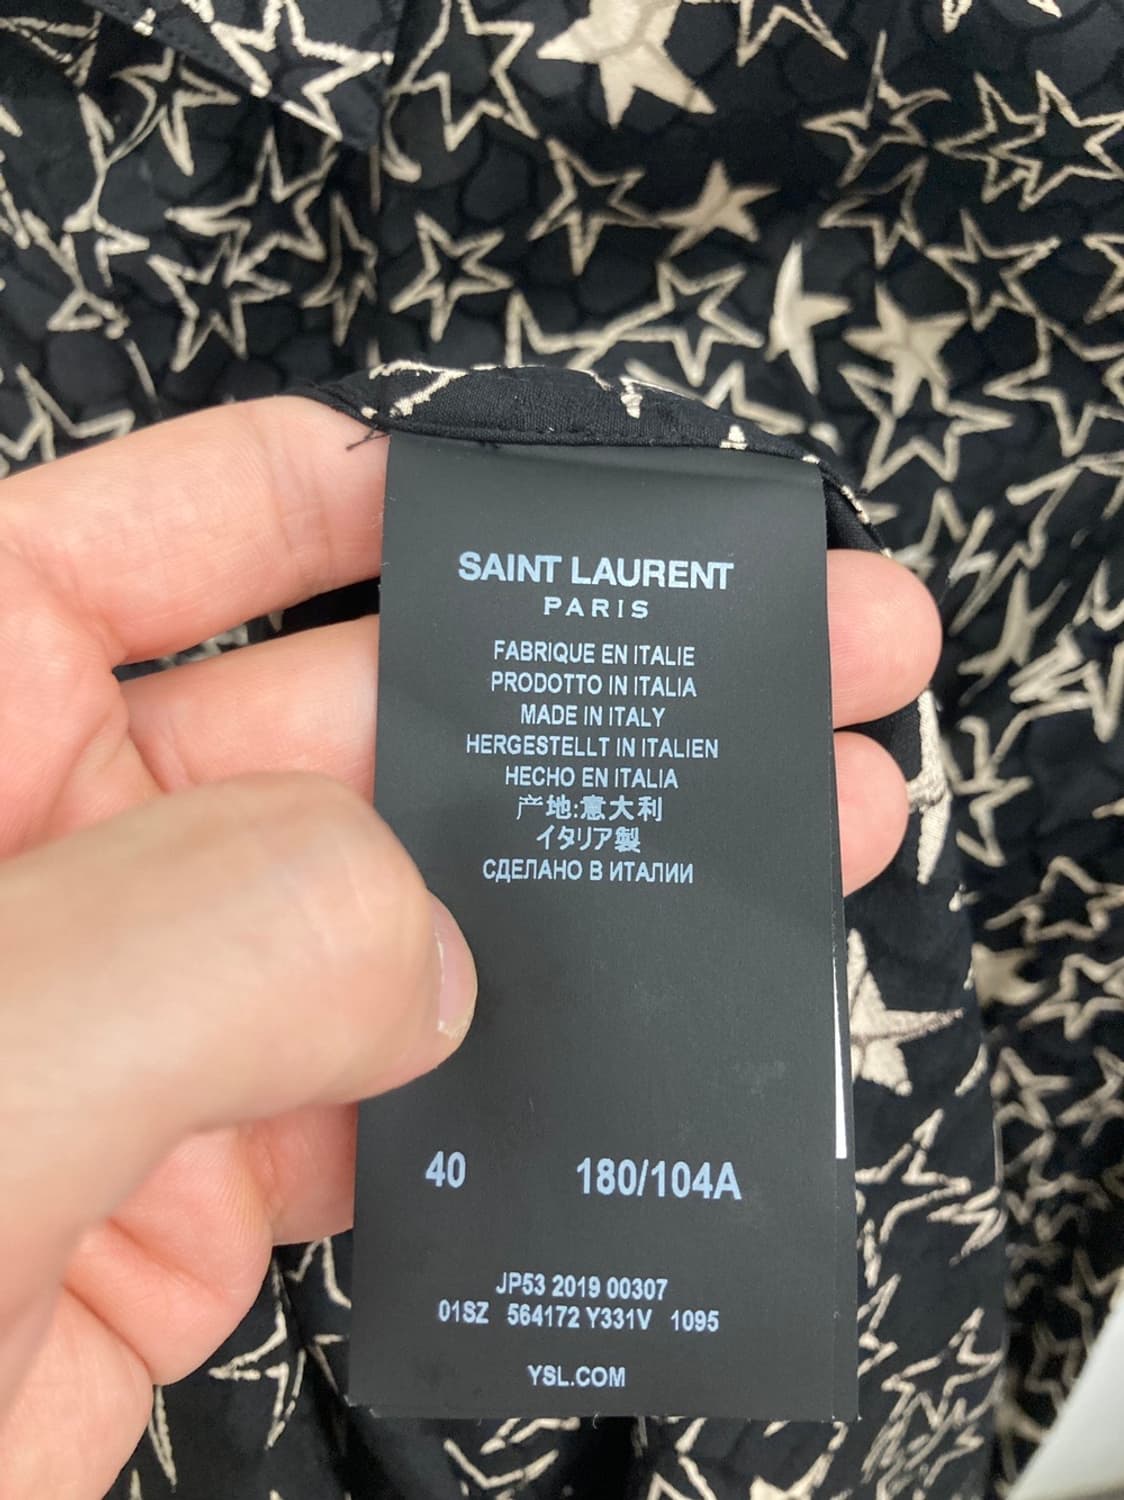 SAINT LAURENT
PARIS
FABRIQUE EN ITALIE
PRODOTTO IN ITALIA
MADE IN ITALY
HERGESTELLT IN ITALIEN
HECHO EN ITALIA
产地:意大利
イタリア製
СДЕЛАНО В ИТАЛИИ
40 180/104A
JP53 2019 00307
01SZ 564172 Y331V 1095
YSL.COM